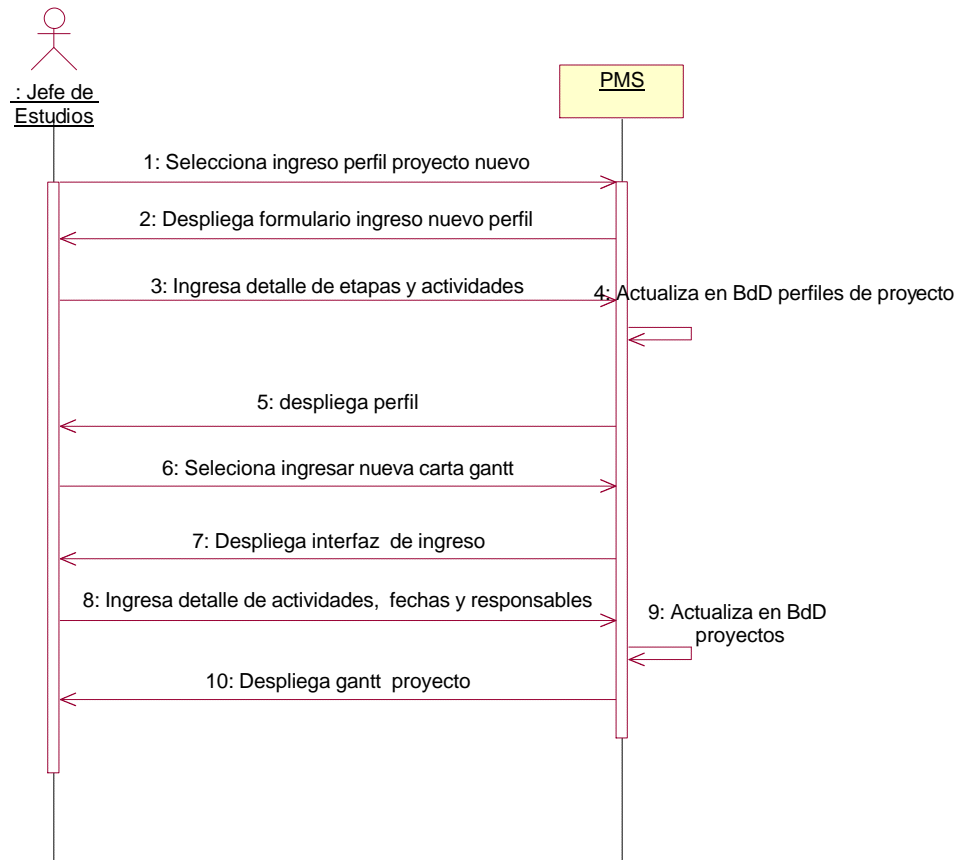 : Jefe de
Estudios
PMS
1: Selecciona ingreso perfil proyecto nuevo
2: Despliega formulario ingreso nuevo perfil
3: Ingresa detalle de etapas y actividades
4: Actualiza en BdD perfiles de proyecto
5: despliega perfil
6: Seleciona ingresar nueva carta gantt
7: Despliega interfaz de ingreso
8: Ingresa detalle de actividades, fechas y responsables
9: Actualiza en BdD
proyectos
10: Despliega gantt proyecto